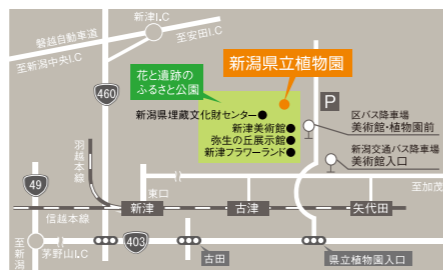 新津I.C
磐越自動車道
至新潟中央I.C
至安田I.C
新潟県立植物園
花と遺跡の
ふるさと公園
460
P
新潟県埋蔵文化財センター●
新津美術館●
弥生の丘展示館●
新津フラワーランド●
区バス降車場
美術館・植物園前
新潟交通バス降車場
美術館入口
羽越本線
49
東口
至加茂
信越本線
新津
古津
矢代田
至新潟
茅野山I.C
403
古田
県立植物園入口